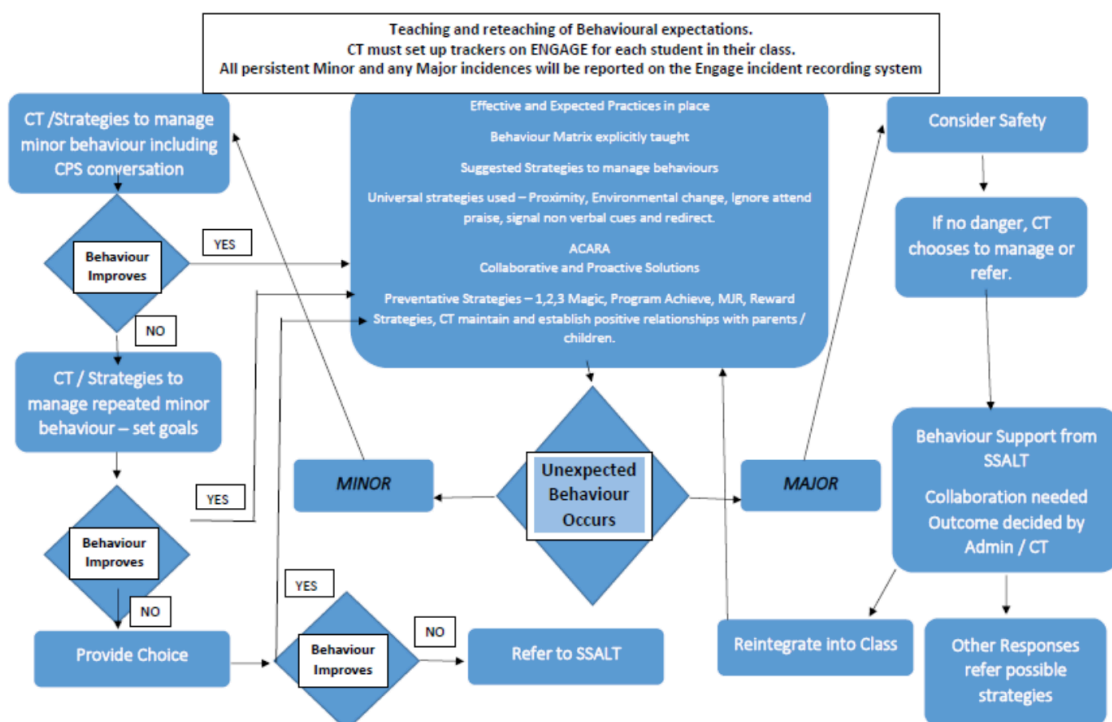 Teaching and reteaching of Behavioural expectations.
CT must set up trackers on ENGAGE for each student in their class.
All persistent Minor and any Major incidences will be reported on the Engage incident recording system
CT /Strategies to manage
minor behaviour including
CPS conversation
Behaviour
Improves
YES
NO
CT / Strategies to
manage repeated minor
behaviour – set goals
Behaviour
Improves
YES
NO
Provide Choice
Behaviour
Improves
YES
NO
Refer to SSALT
Effective and Expected Practices in place
Behaviour Matrix explicitly taught
Suggested Strategies to manage behaviours
Universal strategies used – Proximity, Environmental change, Ignore attend
praise, signal non verbal cues and redirect.
ACARA
Collaborative and Proactive Solutions
Preventative Strategies – 1,2,3 Magic, Program Achieve, MJR, Reward
Strategies, CT maintain and establish positive relationships with parents /
children.
MINOR
Unexpected
Behaviour
Occurs
MAJOR
Consider Safety
If no danger, CT
chooses to manage or
refer.
Behaviour Support from
SSALT
Collaboration needed
Outcome decided by
Admin / CT
Reintegrate into Class
Other Responses
refer possible
strategies